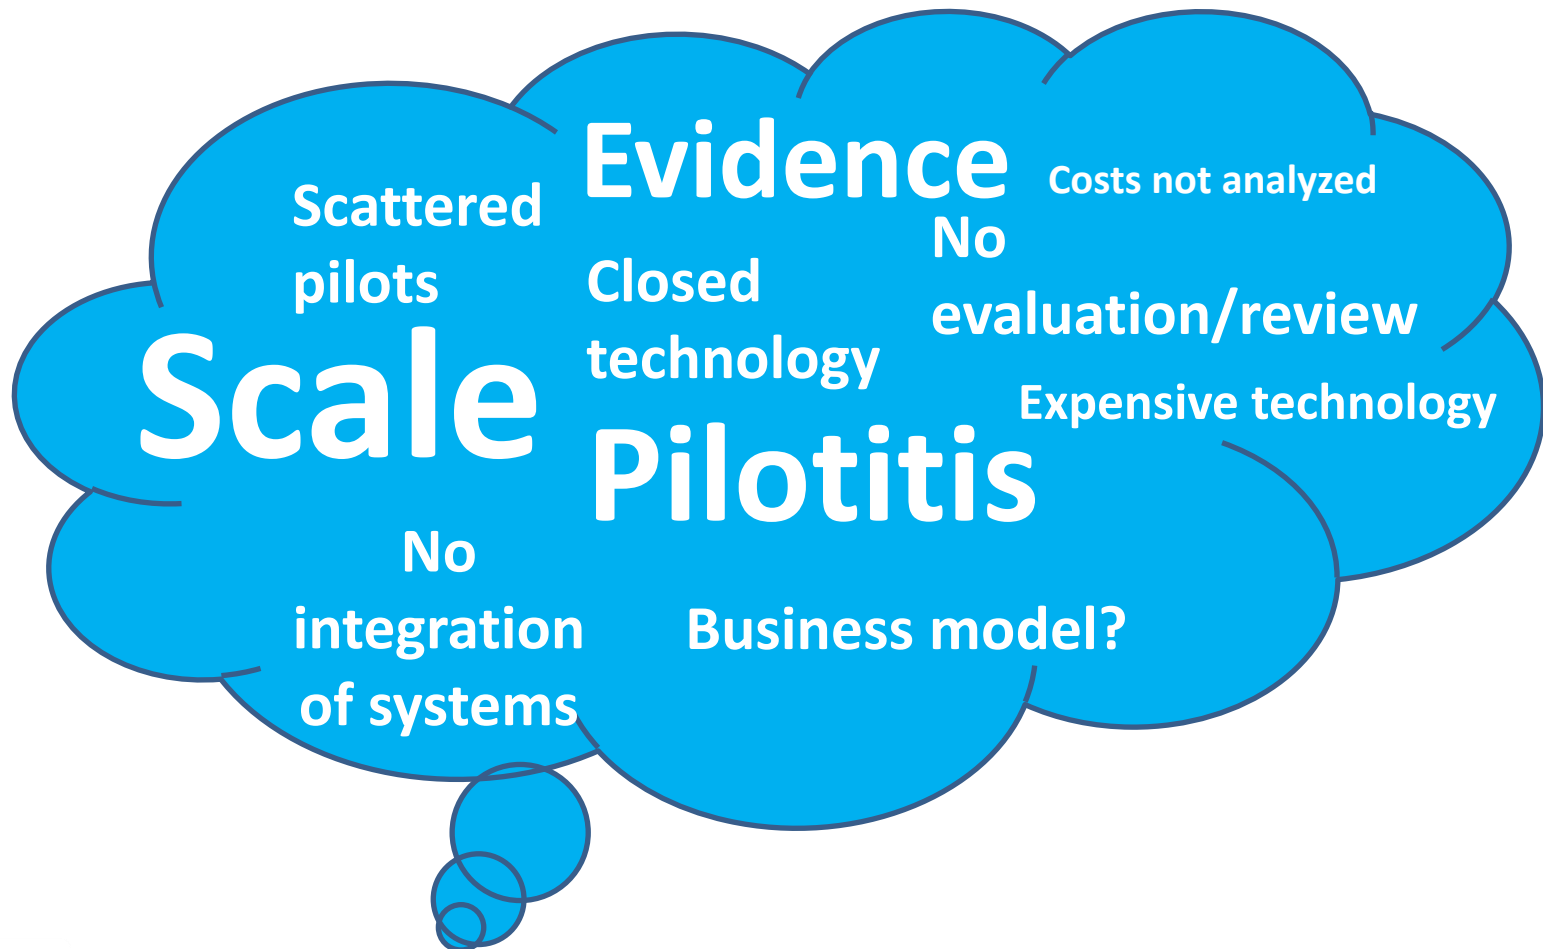 Evidence
Costs not analyzed
Scattered
pilots
No
evaluation/review
Closed
technology
Scale
Expensive technology
Pilotitis
No
integration
of systems
Business model?